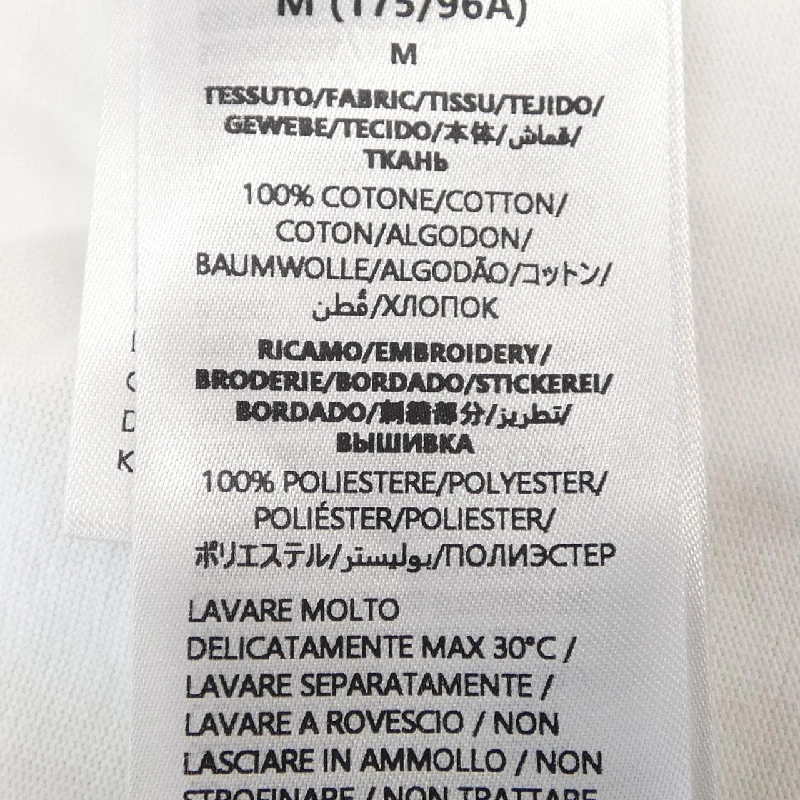 M (175/96A)
M
TESSUTO/FABRIC/TISSU/TEJIDO/
GEWEBE/TECIDO/本体/قماش/
ТКАНЬ
100% COTONE/COTTON/
COTON/ALGODON/
BAUMWOLLE/ALGODÃO/コットン/
قُطن/ХЛОПОК
RICAMO/EMBROIDERY/
BRODERIE/BORDADO/STICKEREI/
BORDADO/刺繍部分/تطريز/
ВЫШИВКА
100% POLIESTERE/POLYESTER/
POLIÉSTER/POLIESTER/
ポリエステル/بوليستر/ПОЛИЭСТЕР
LAVARE MOLTO
DELICATAMENTE MAX 30°C /
LAVARE SEPARATAMENTE /
LAVARE A ROVESCIO / NON
LASCIARE IN AMMOLLO / NON
STROFINARE / NON TRATTARE